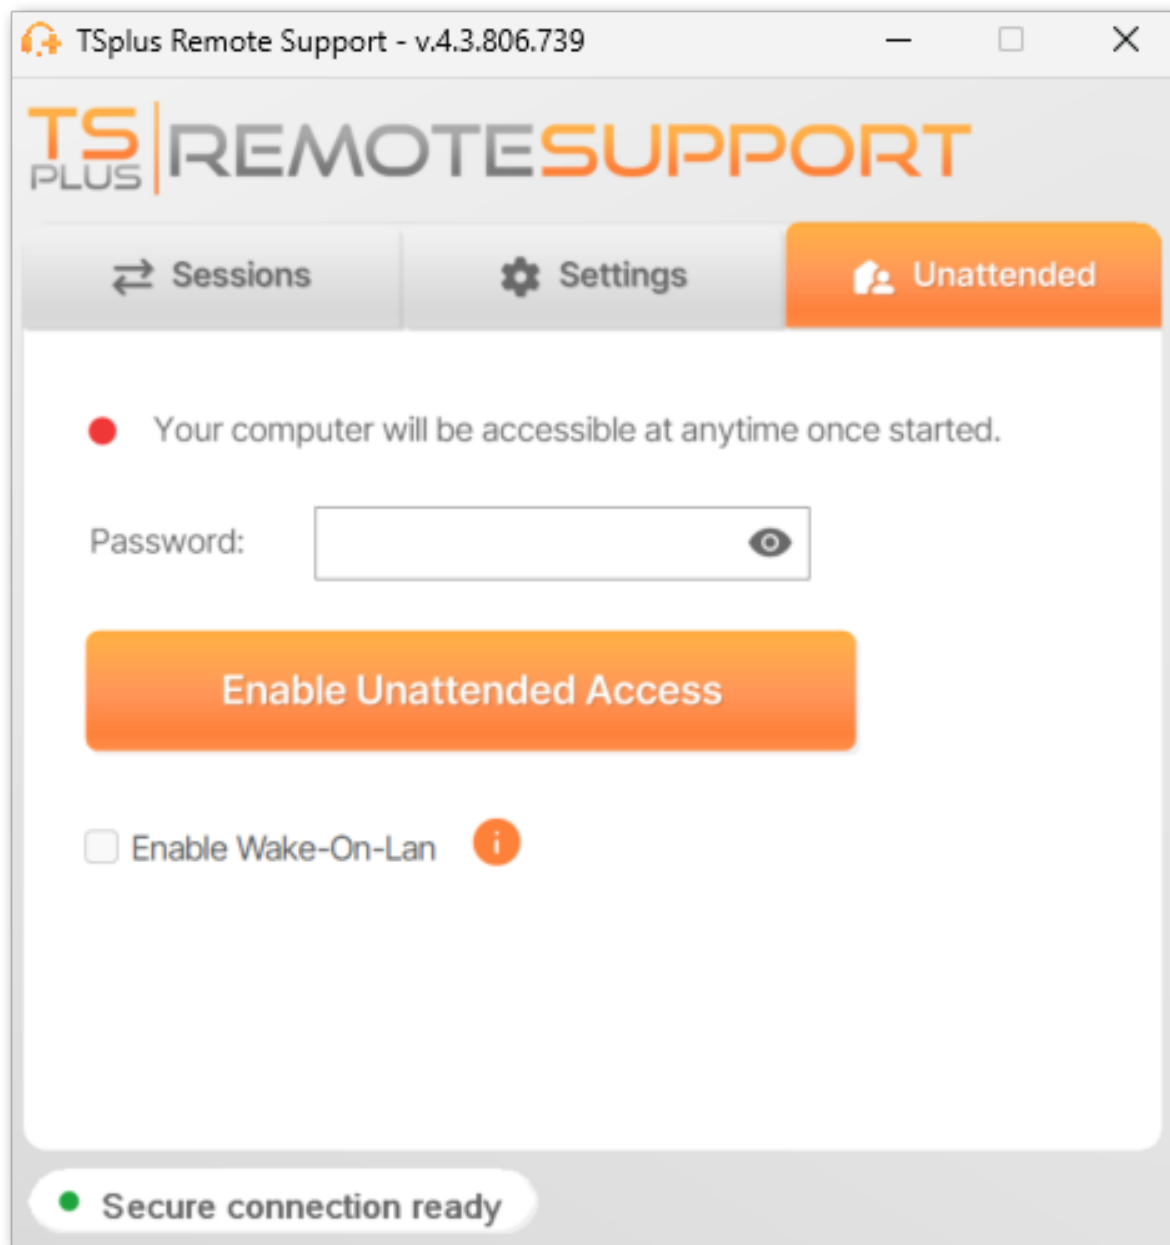 TSplus Remote Support - v.4.3.806.739
TS PLUS REMOTESUPPORT
Sessions
Settings
Unattended
Your computer will be accessible at anytime once started.
Password:
Enable Unattended Access
Enable Wake-On-Lan
i
Secure connection ready